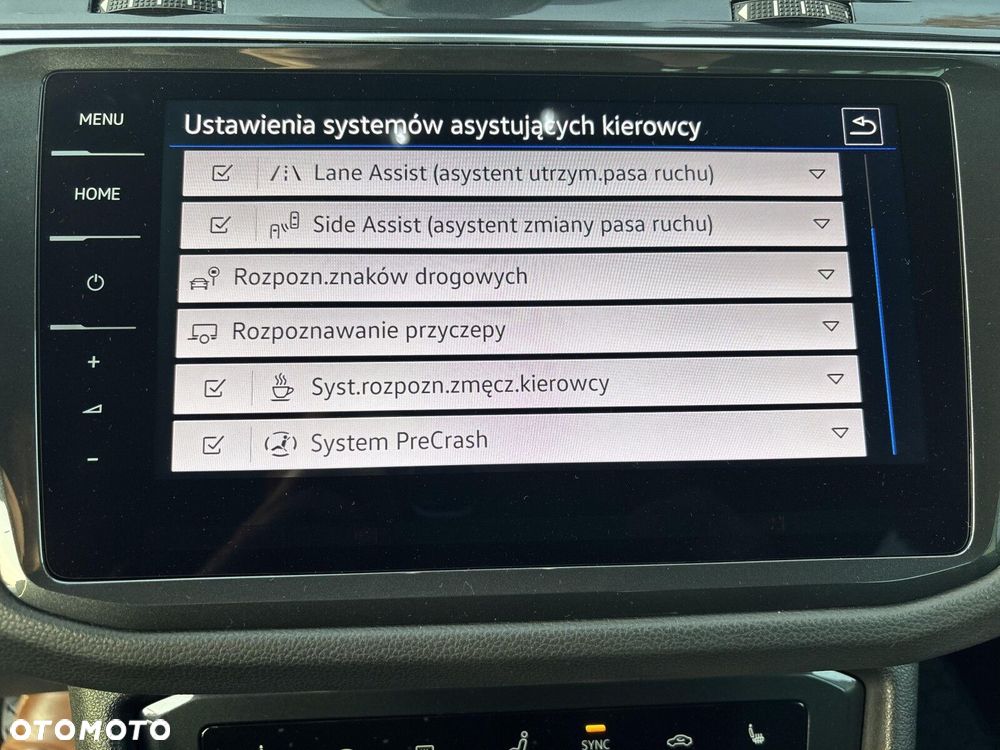 MENU
Ustawienia systemów asystujących kierowcy
Lane Assist (asystent utrzym.pasa ruchu)
HOME
Side Assist (asystent zmiany pasa ruchu)
Rozpozn.znaków drogowych
Rozpoznawanie przyczepy
+
Syst.rozpozn.zmęcz.kierowcy
System PreCrash
-
OTOMOTO
SYNC